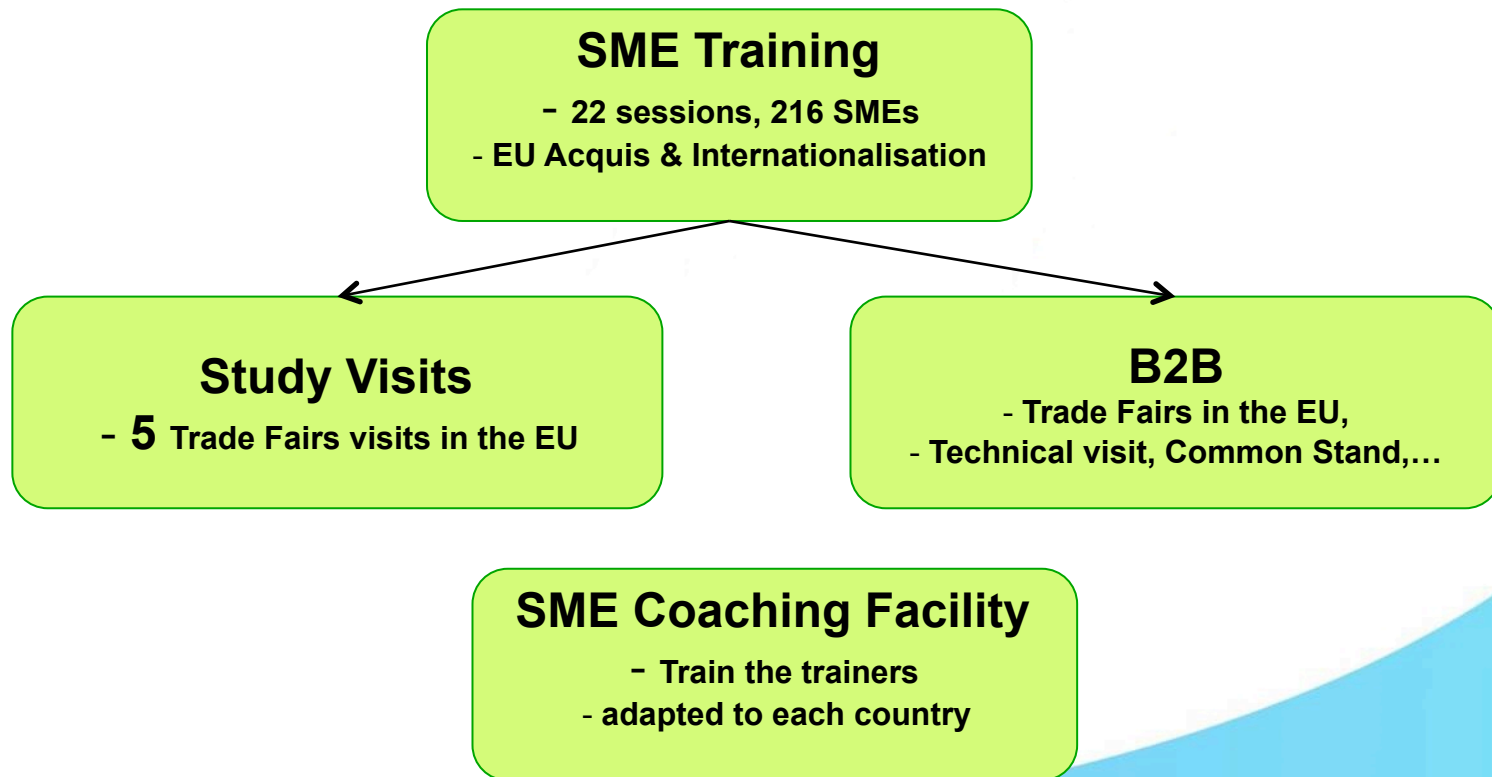 SME Training
- 22 sessions, 216 SMEs
- EU Acquis & Internationalisation
Study Visits
- 5 Trade Fairs visits in the EU
B2B
- Trade Fairs in the EU,
- Technical visit, Common Stand,…
SME Coaching Facility
- Train the trainers
- adapted to each country